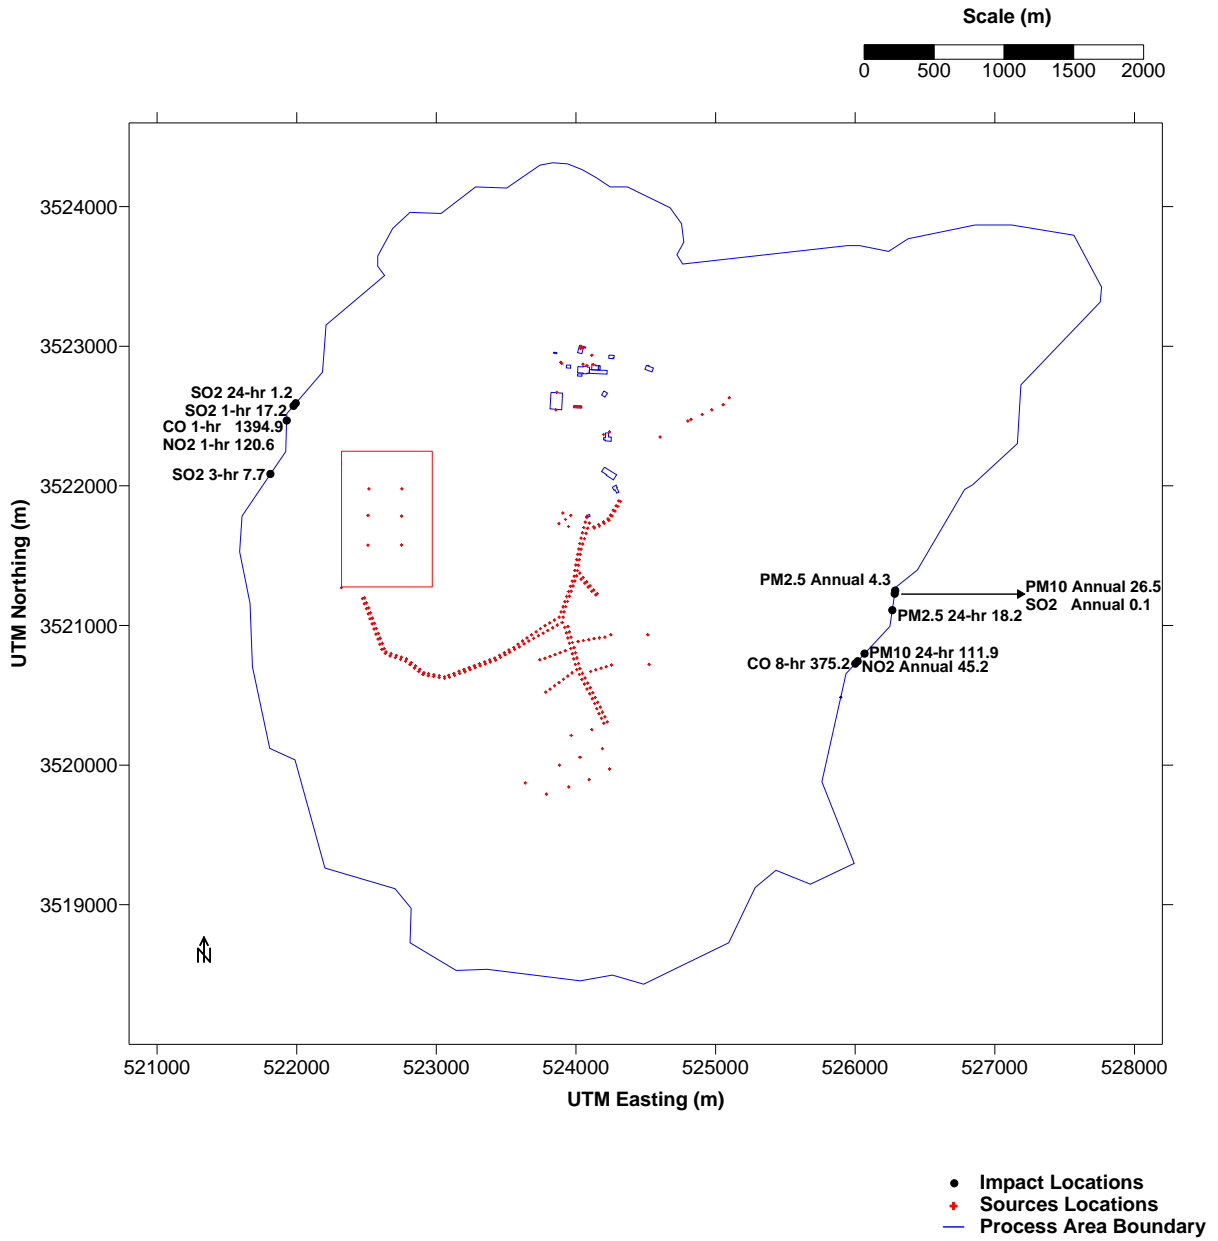 Scale (m)
0 500 1000 1500 2000
3524000
3523000
3522000
3521000
3520000
3519000
UTM Northing (m)
SO2 24-hr 1.2
SO2 1-hr 17.2
CO 1-hr 1394.9
NO2 1-hr 120.6
SO2 3-hr 7.7
PM2.5 Annual 4.3
PM10 Annual 26.5
SO2 Annual 0.1
PM2.5 24-hr 18.2
PM10 24-hr 111.9
CO 8-hr 375.2
NO2 Annual 45.2
N
521000 522000 523000 524000 525000 526000 527000 528000
UTM Easting (m)
Impact Locations
Sources Locations
Process Area Boundary